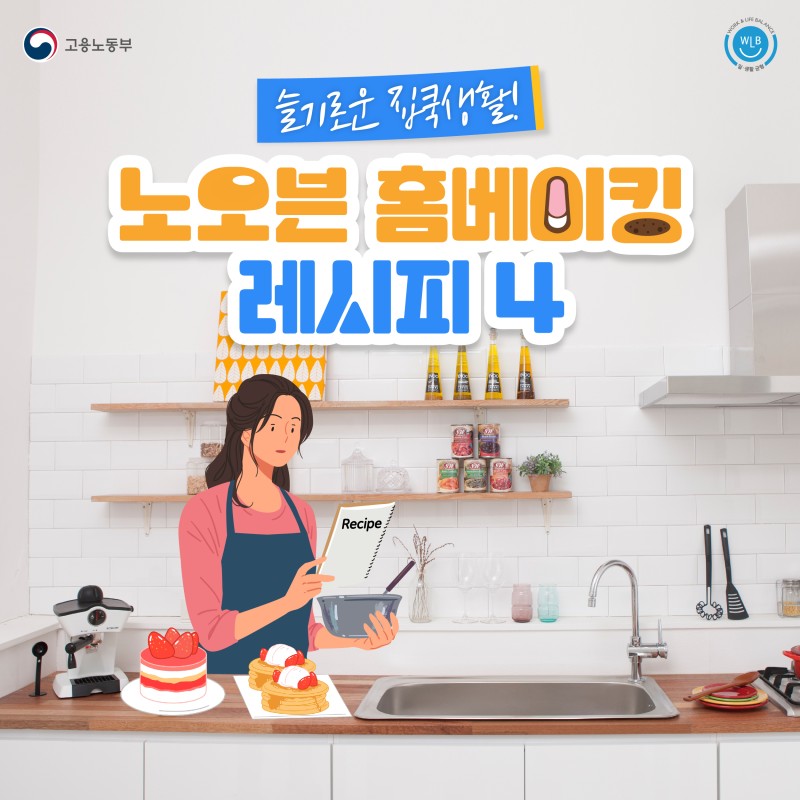 고용노동부
WORK & LIFE BALANCE
WLB
일·생활 균형
슬기로운 집쿡생활!
노오븐 홈베이킹
레시피 4
Recipe